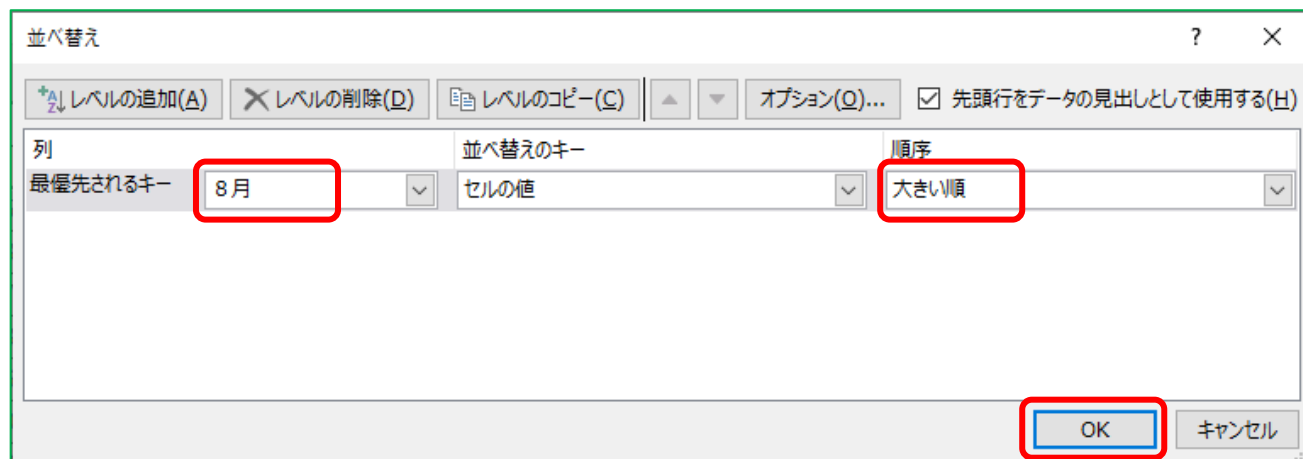 並べ替え ?
レベルの追加(A) レベルの削除(D) レベルのコピー(C) オプション(O)... 先頭行をデータの見出しとして使用する(H)
列 並べ替えのキー 順序
最優先されるキー 8月 セルの値 大きい順
OK キャンセル